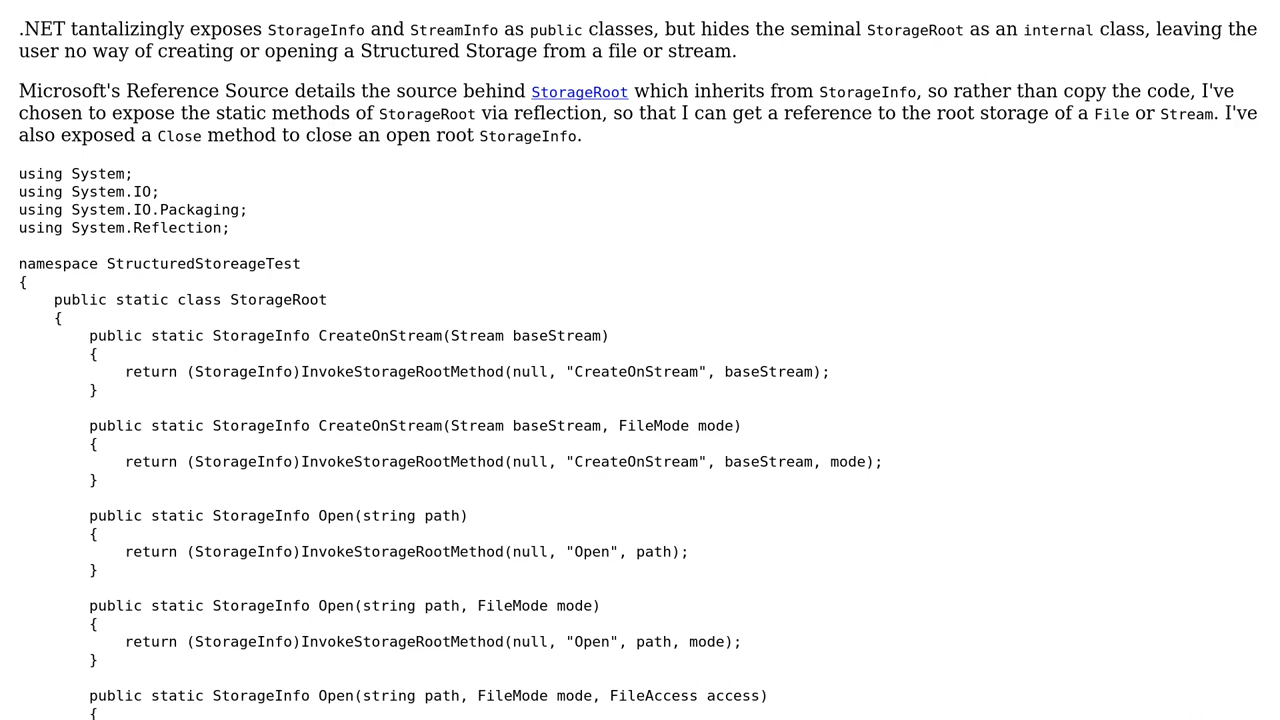 .NET tantalizingly exposes StorageInfo and StreamInfo as public classes, but hides the seminal StorageRoot as an internal class, leaving the
user no way of creating or opening a Structured Storage from a file or stream.
Microsoft's Reference Source details the source behind StorageRoot which inherits from StorageInfo, so rather than copy the code, I've
chosen to expose the static methods of StorageRoot via reflection, so that I can get a reference to the root storage of a File or Stream. I've
also exposed a Close method to close an open root StorageInfo.
using System;
using System.IO;
using System.IO.Packaging;
using System.Reflection;
namespace StructuredStoreageTest
{
    public static class StorageRoot
    {
        public static StorageInfo CreateOnStream(Stream baseStream)
        {
            return (StorageInfo)InvokeStorageRootMethod(null, "CreateOnStream", baseStream);
        }
        public static StorageInfo CreateOnStream(Stream baseStream, FileMode mode)
        {
            return (StorageInfo)InvokeStorageRootMethod(null, "CreateOnStream", baseStream, mode);
        }
        public static StorageInfo Open(string path)
        {
            return (StorageInfo)InvokeStorageRootMethod(null, "Open", path);
        }
        public static StorageInfo Open(string path, FileMode mode)
        {
            return (StorageInfo)InvokeStorageRootMethod(null, "Open", path, mode);
        }
        public static StorageInfo Open(string path, FileMode mode, FileAccess access)
        {